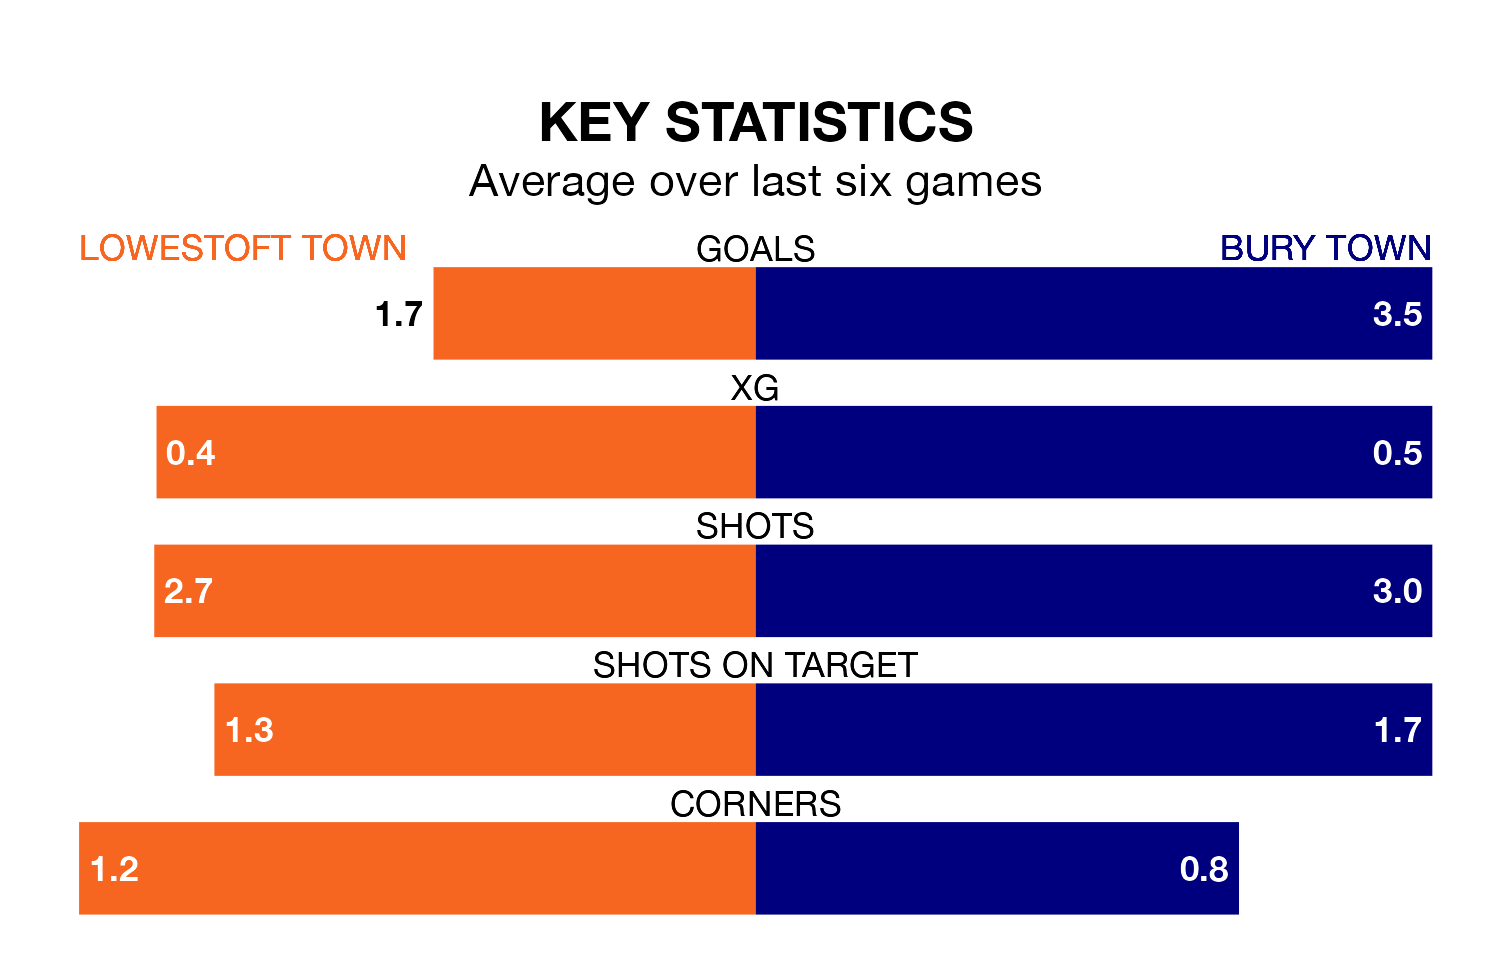 KEY STATISTICS
Average over last six games
LOWESTOFT TOWN GOALS BURY TOWN
1.7 3.5
XG
0.4 0.5
SHOTS
2.7 3.0
SHOTS ON TARGET
1.3 1.7
CORNERS
1.2 0.8